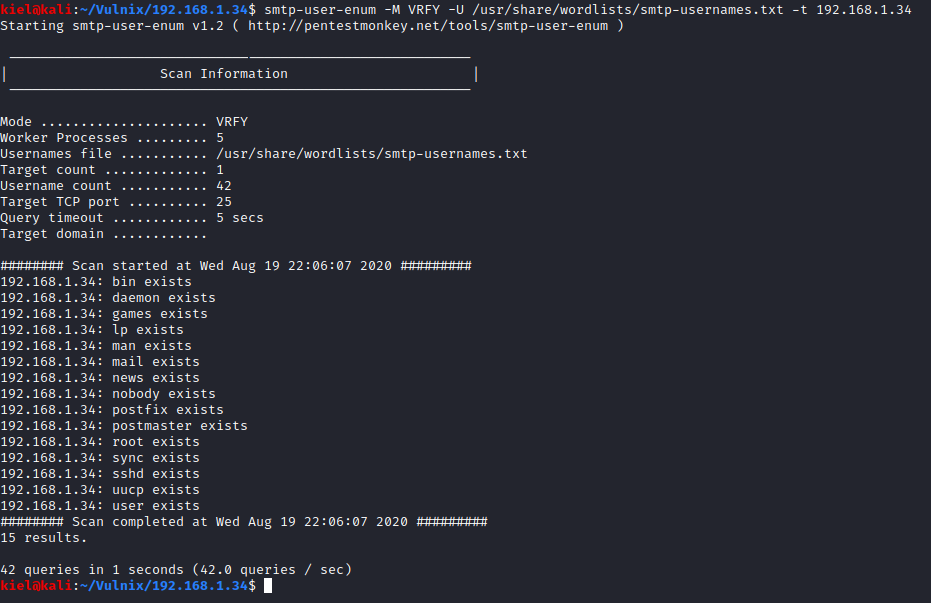 kiel@kali:~/Vulnix/192.168.1.34$ smtp-user-enum -M VRFY -U /usr/share/wordlists/smtp-usernames.txt -t 192.168.1.34
Starting smtp-user-enum v1.2 ( http://pentestmonkey.net/tools/smtp-user-enum )
| Scan Information |
Mode ..................... VRFY
Worker Processes ......... 5
Usernames file ........... /usr/share/wordlists/smtp-usernames.txt
Target count ............. 1
Username count ........... 42
Target TCP port .......... 25
Query timeout ............ 5 secs
Target domain ............
######## Scan started at Wed Aug 19 22:06:07 2020 #########
192.168.1.34: bin exists
192.168.1.34: daemon exists
192.168.1.34: games exists
192.168.1.34: lp exists
192.168.1.34: man exists
192.168.1.34: mail exists
192.168.1.34: news exists
192.168.1.34: nobody exists
192.168.1.34: postfix exists
192.168.1.34: postmaster exists
192.168.1.34: root exists
192.168.1.34: sync exists
192.168.1.34: sshd exists
192.168.1.34: uucp exists
192.168.1.34: user exists
######## Scan completed at Wed Aug 19 22:06:07 2020 #########
15 results.
42 queries in 1 seconds (42.0 queries / sec)
kiel@kali:~/Vulnix/192.168.1.34$